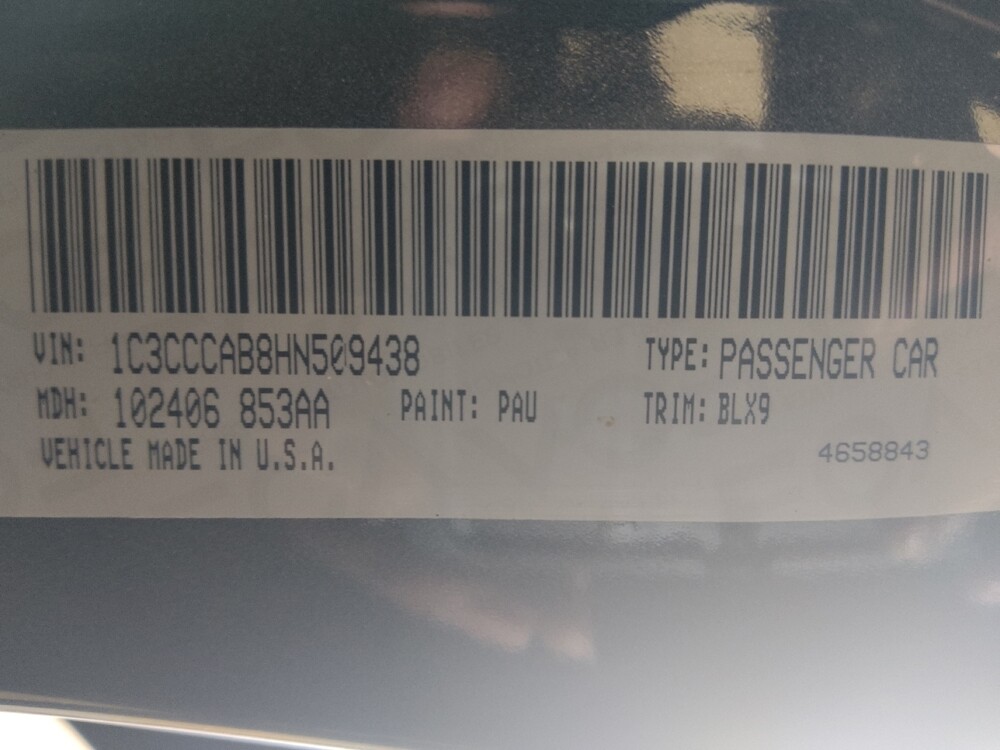 VIN: 1C3CCCAB8HN509438 TYPE: PASSENGER CAR
MDH: 102406 853AA PAINT: PAU TRIM: BLX9
VEHICLE MADE IN U.S.A. 4658843